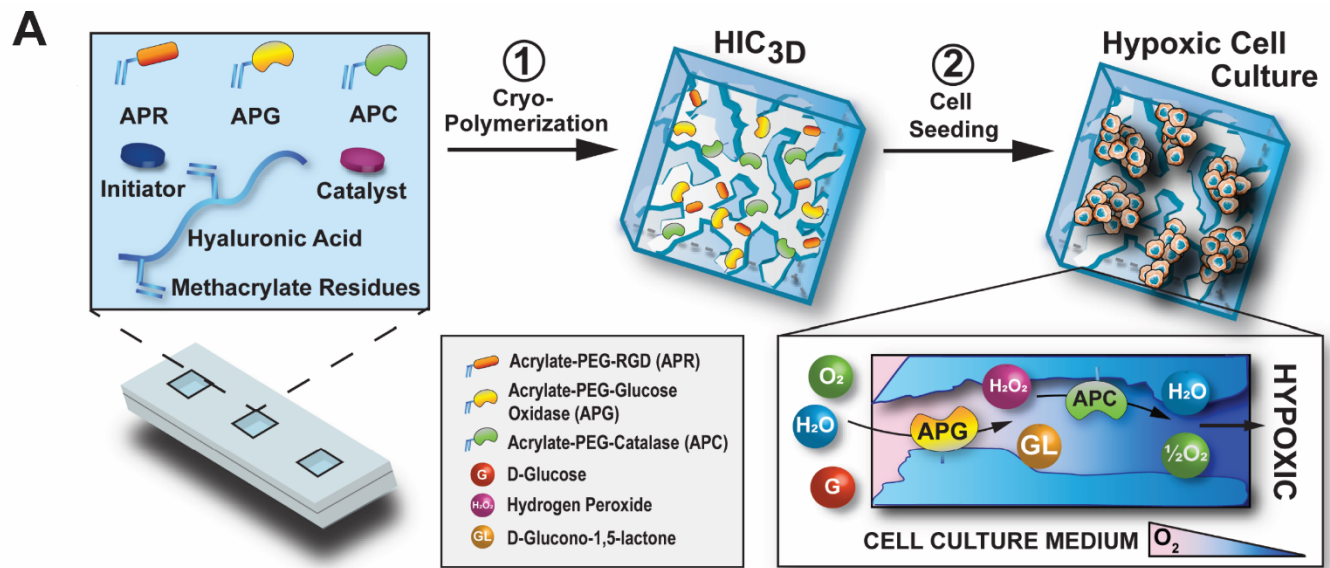 A
APR
APG
APC
Initiator
Catalyst
Hyaluronic Acid
Methacrylate Residues
①
Cryo-
Polymerization
HIC3D
②
Cell
Seeding
Hypoxic Cell
Culture
Acrylate-PEG-RGD (APR)
Acrylate-PEG-Glucose
Oxidase (APG)
Acrylate-PEG-Catalase (APC)
G D-Glucose
H₂O₂ Hydrogen Peroxide
GL D-Glucono-1,5-lactone
O₂
H₂O
G
APG
H₂O₂
GL
APC
H₂O
½O₂
HYPOXIC
CELL CULTURE MEDIUM O₂